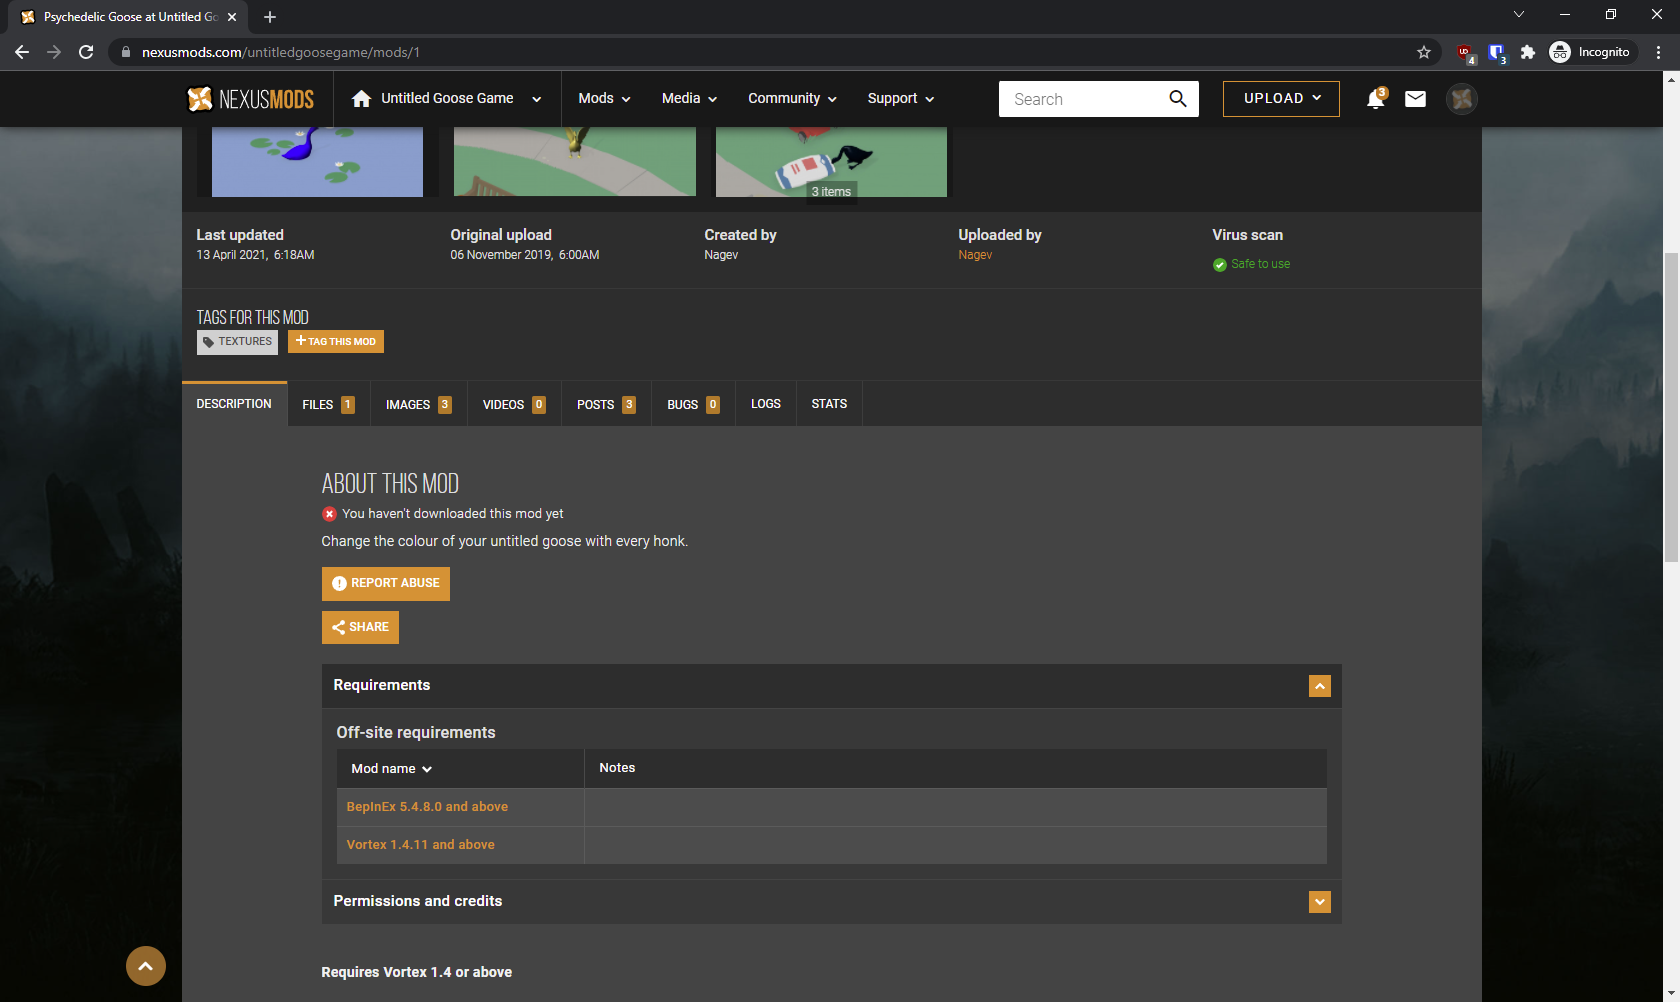 Psychedelic Goose at Untitled Go
nexusmods.com/untitledgoosegame/mods/1
4
3
Incognito
NEXUSMODS
Untitled Goose Game
Mods
Media
Community
Support
Search
UPLOAD
3
3 items
Last updated
13 April 2021, 6:18AM
Original upload
06 November 2019, 6:00AM
Created by
Nagev
Uploaded by
Nagev
Virus scan
Safe to use
TAGS FOR THIS MOD
TEXTURES
TAG THIS MOD
DESCRIPTION
FILES 1
IMAGES 3
VIDEOS 0
POSTS 3
BUGS 0
LOGS
STATS
ABOUT THIS MOD
You haven't downloaded this mod yet
Change the colour of your untitled goose with every honk.
REPORT ABUSE
SHARE
Requirements
Off-site requirements
Mod name
Notes
BepInEx 5.4.8.0 and above
Vortex 1.4.11 and above
Permissions and credits
Requires Vortex 1.4 or above